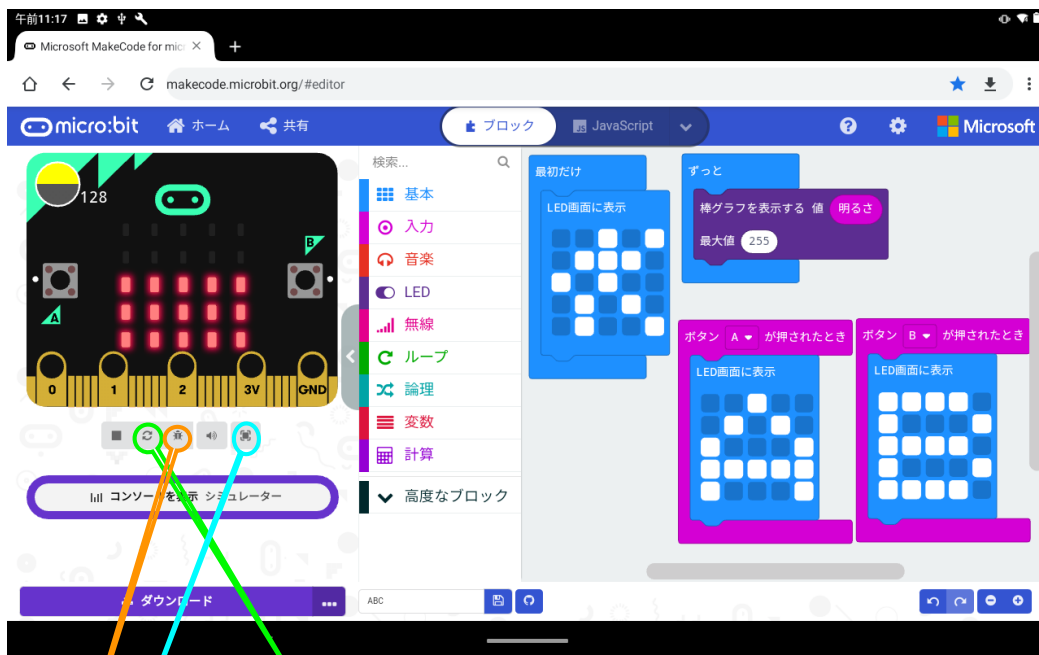 午前11:17
Microsoft MakeCode for mic
makecode.microbit.org/#editor
micro:bit ホーム 共有 ブロック JavaScript Microsoft
128
B
A
0 1 2 3V GND
コンソールを表示 シミュレーター
ダウンロード
検索...
基本
入力
音楽
LED
無線
ループ
論理
変数
計算
高度なブロック
ABC
最初だけ
LED画面に表示
ずっと
棒グラフを表示する 値 明るさ
最大値 255
ボタン A が押されたとき
LED画面に表示
ボタン B が押されたとき
LED画面に表示